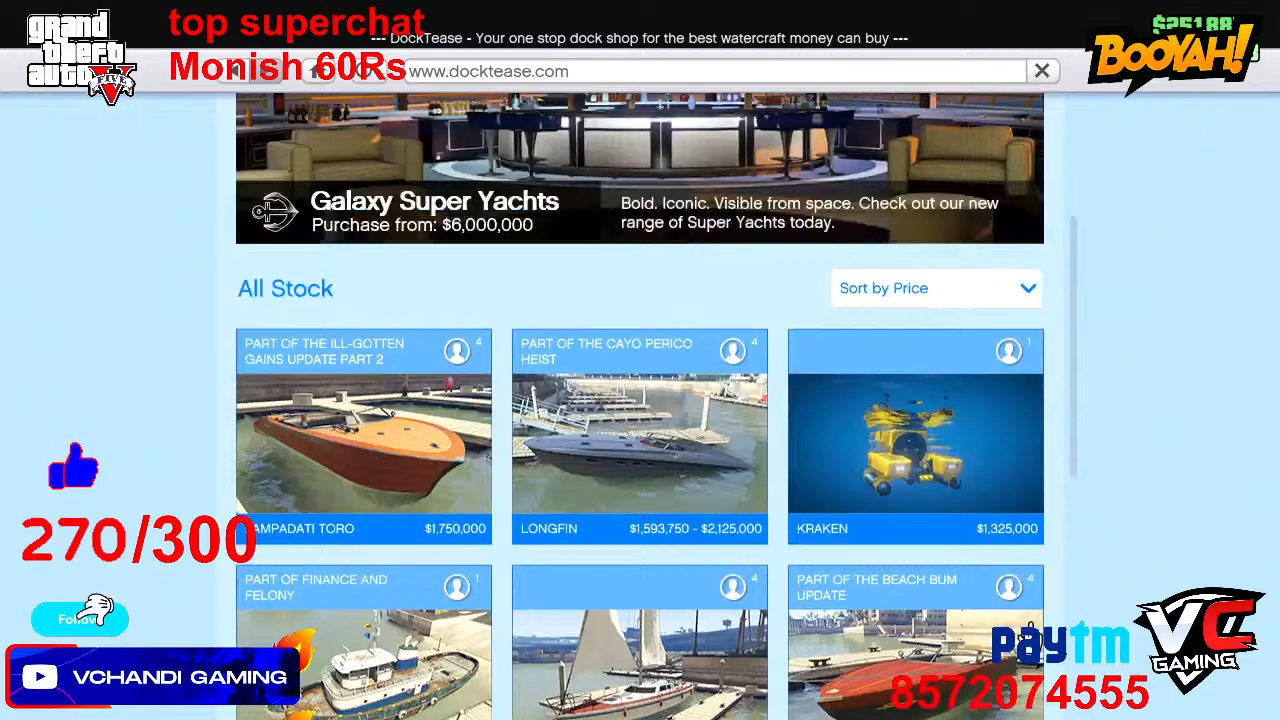 grand
theft
auto
FIVE
top superchat
Monish 60Rs
--- DockTease - Your one stop dock shop for the best watercraft money can buy ---
www.docktease.com
BOOYAH!
Galaxy Super Yachts
Purchase from: $6,000,000
Bold. Iconic. Visible from space. Check out our new
range of Super Yachts today.
All Stock
Sort by Price
PART OF THE ILL-GOTTEN
GAINS UPDATE PART 2
4
AMPADATI TORO
$1,750,000
PART OF THE CAYO PERICO
HEIST
4
LONGFIN
$1,593,750 - $2,125,000
1
KRAKEN
$1,325,000
270/300
PART OF FINANCE AND
FELONY
1
4
PART OF THE BEACH BUM
UPDATE
4
Follow
VCHANDI GAMING
paytm
8572074555
VC
GAMING